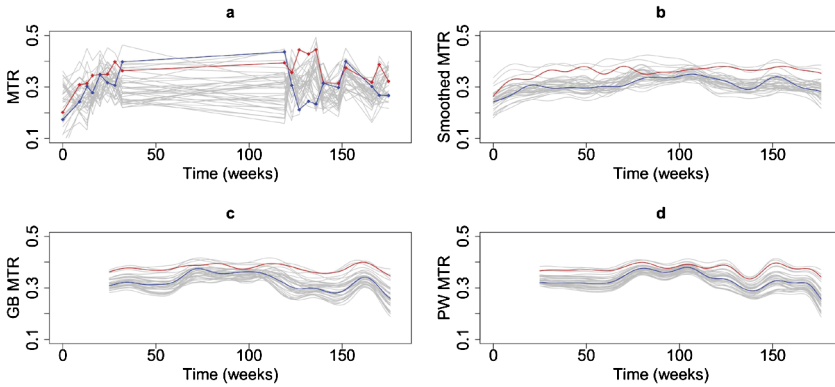 a
MTR
0.1 0.3 0.5
0 50 100 150
Time (weeks)
b
Smoothed MTR
0.1 0.3 0.5
0 50 100 150
Time (weeks)
c
GB MTR
0.1 0.3 0.5
0 50 100 150
Time (weeks)
d
PW MTR
0.1 0.3 0.5
0 50 100 150
Time (weeks)